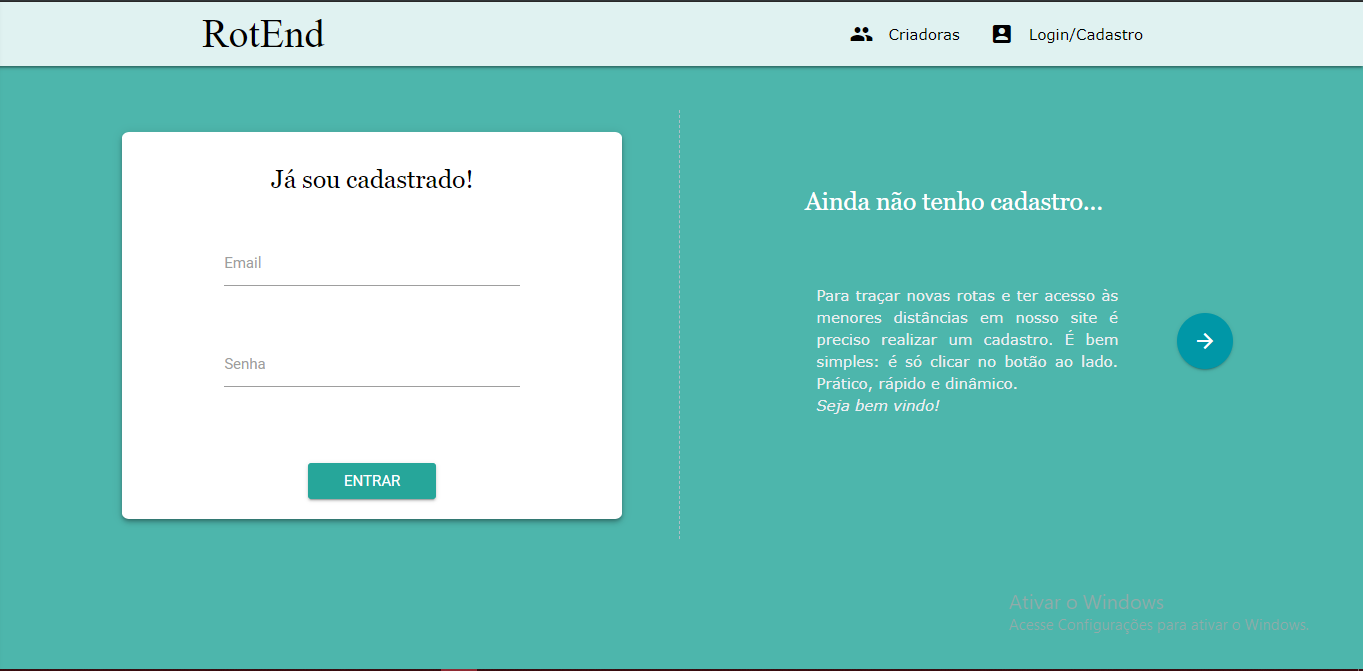 RotEnd
Criadoras
Login/Cadastro
Já sou cadastrado!
Email
Senha
ENTRAR
Ainda não tenho cadastro...
Para traçar novas rotas e ter acesso às
menores distâncias em nosso site é
preciso realizar um cadastro. É bem
simples: é só clicar no botão ao lado.
Prático, rápido e dinâmico.
Seja bem vindo!
Ativar o Windows
Acesse Configurações para ativar o Windows.